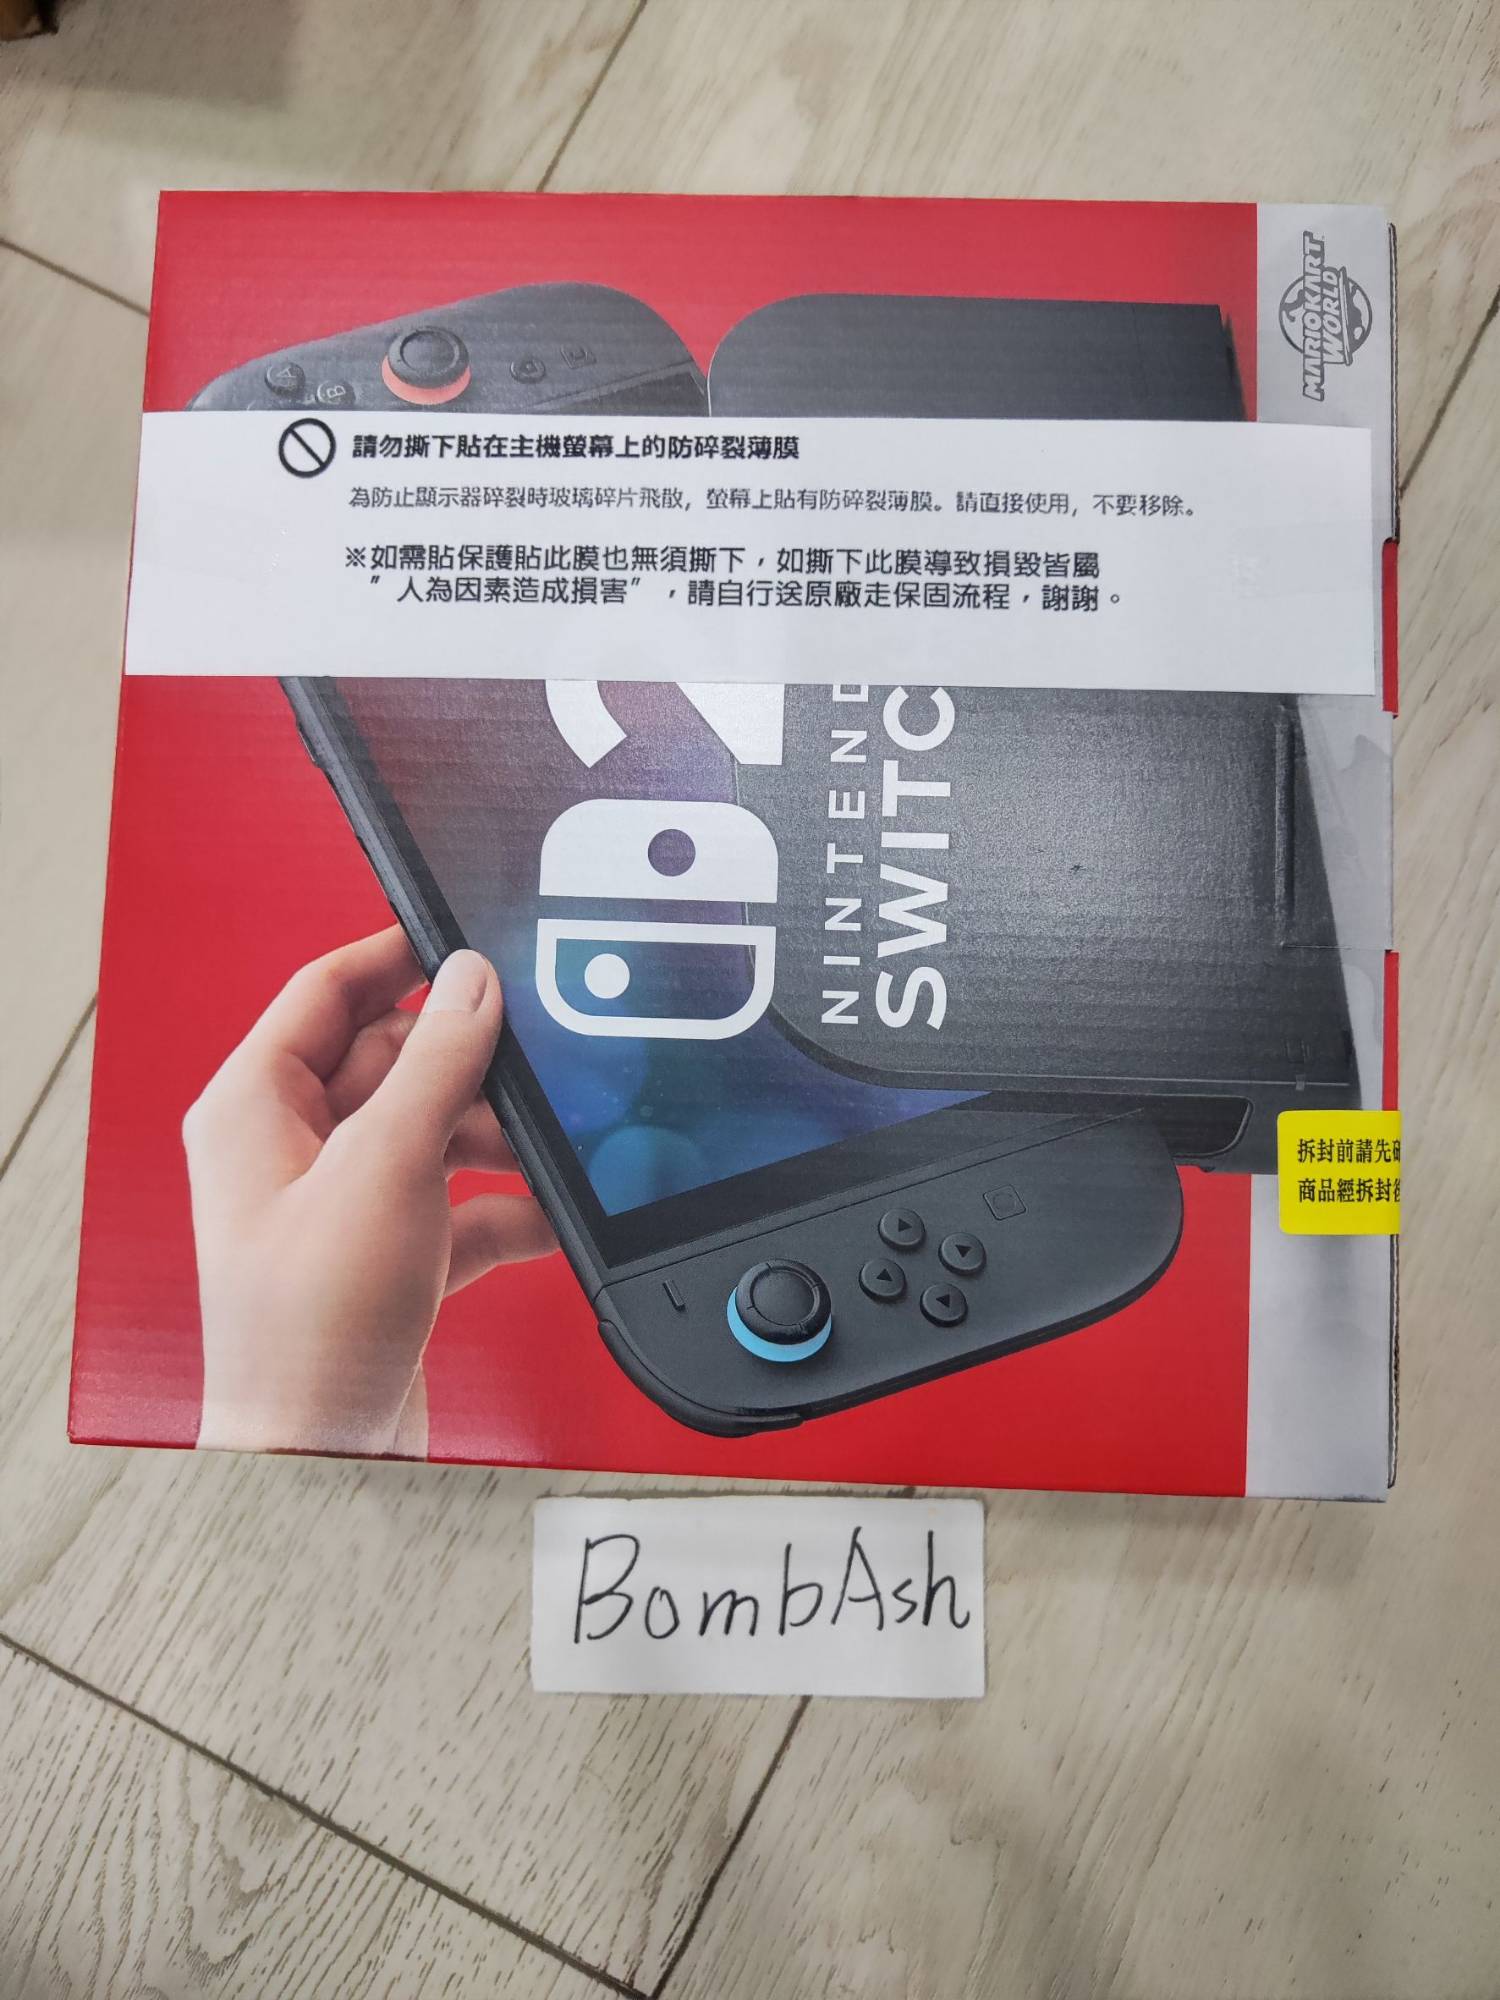 MARIOKART
WORLD
A
B
請勿撕下貼在主機螢幕上的防碎裂薄膜
為防止顯示器碎裂時玻璃碎片飛散，螢幕上貼有防碎裂薄膜。請直接使用，不要移除。
※如需貼保護貼此膜也無須撕下，如撕下此膜導致損毀皆屬
”人為因素造成損害”，請自行送原廠走保固流程，謝謝。
2
NINTEND
SWITC
拆封前請先
商品經拆封
BombAsh